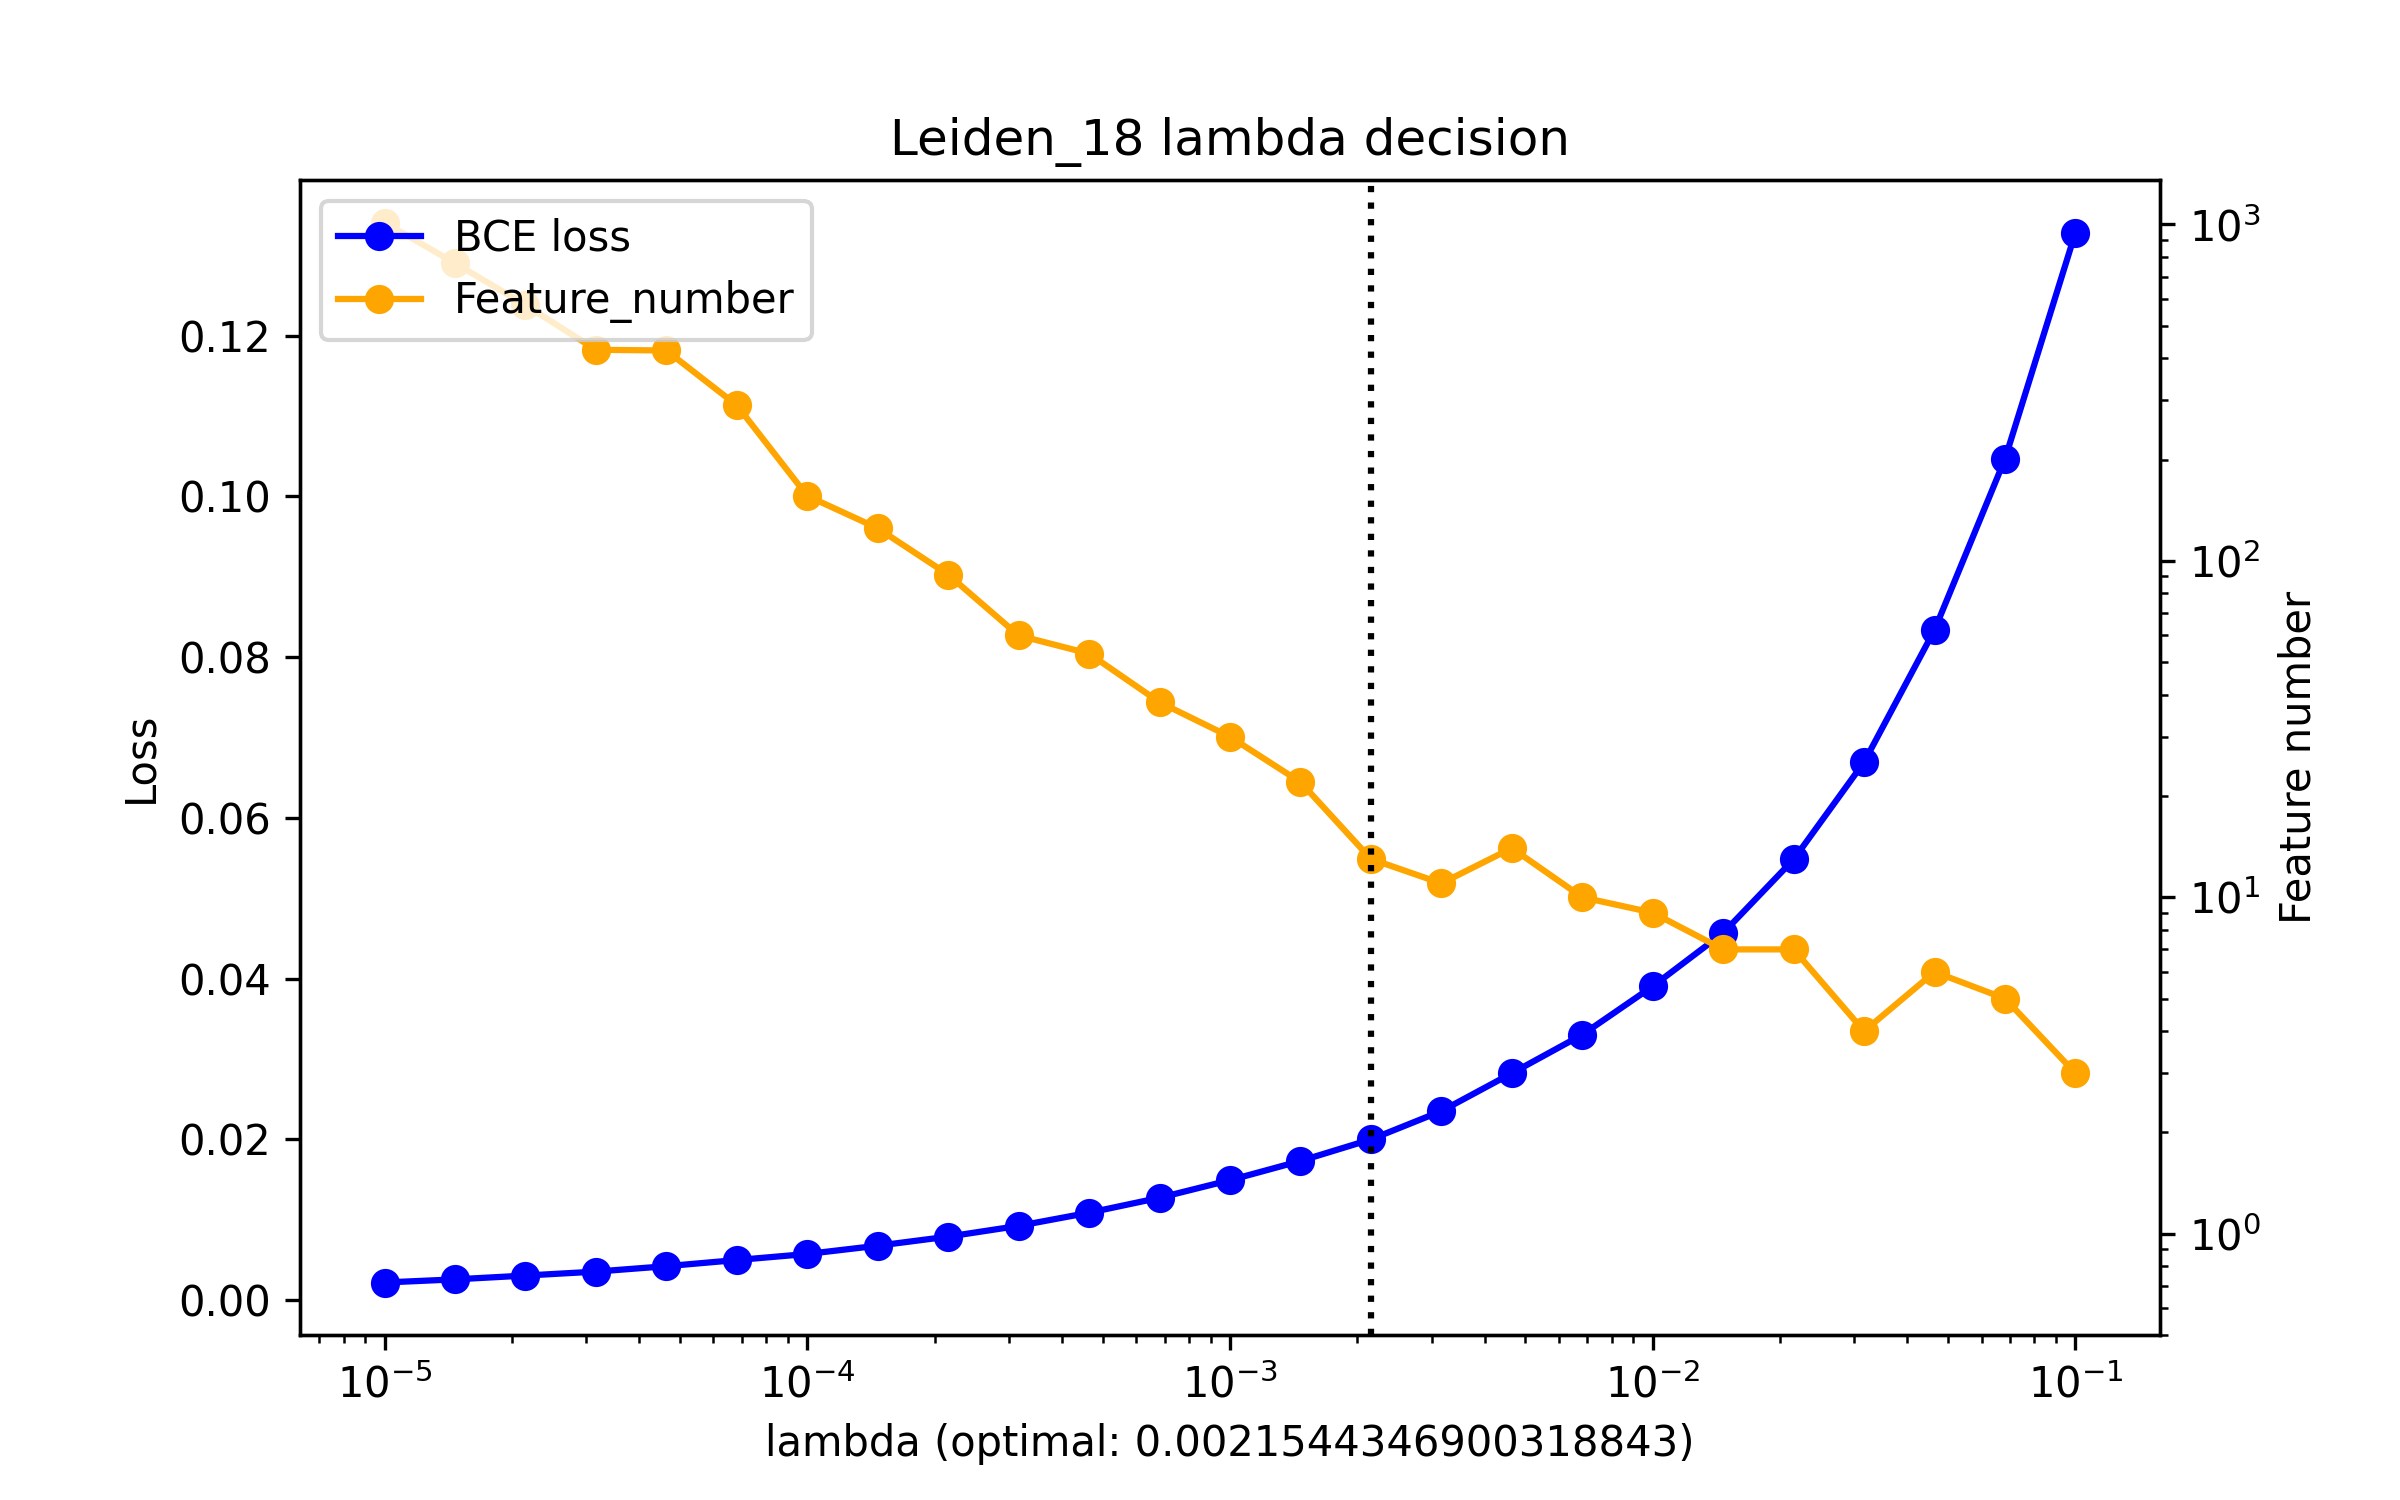 Leiden_18 lambda decision
BCE loss
Feature_number
0.12
0.10
0.08
0.06
0.04
0.02
0.00
Loss
10³
10²
10¹
10⁰
Feature number
10⁻⁵ 10⁻⁴ 10⁻³ 10⁻² 10⁻¹
lambda (optimal: 0.0021544346900318843)